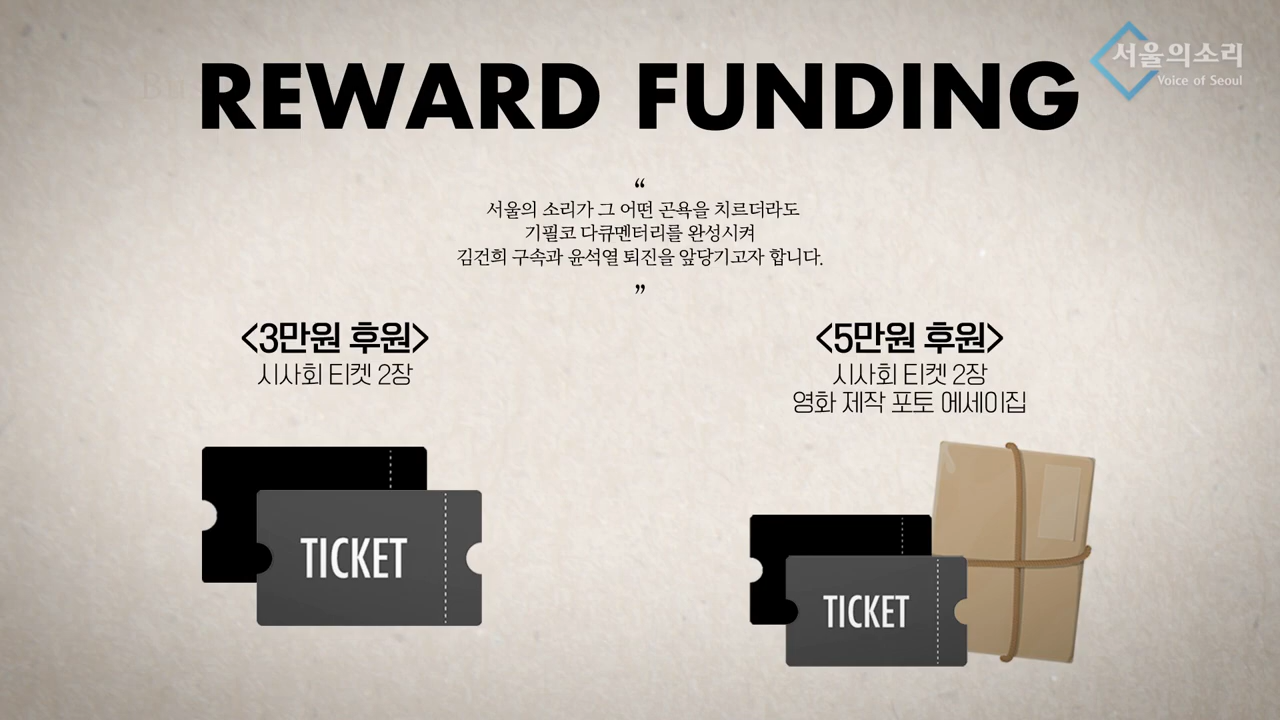 서울의소리
Voice of Seoul
REWARD FUNDING
“
서울의 소리가 그 어떤 곤욕을 치르더라도
기필코 다큐멘터리를 완성시켜
김건희 구속과 윤석열 퇴진을 앞당기고자 합니다.
”
<3만원 후원>
시사회 티켓 2장
<5만원 후원>
시사회 티켓 2장
영화 제작 포토 에세이집
TICKET
TICKET